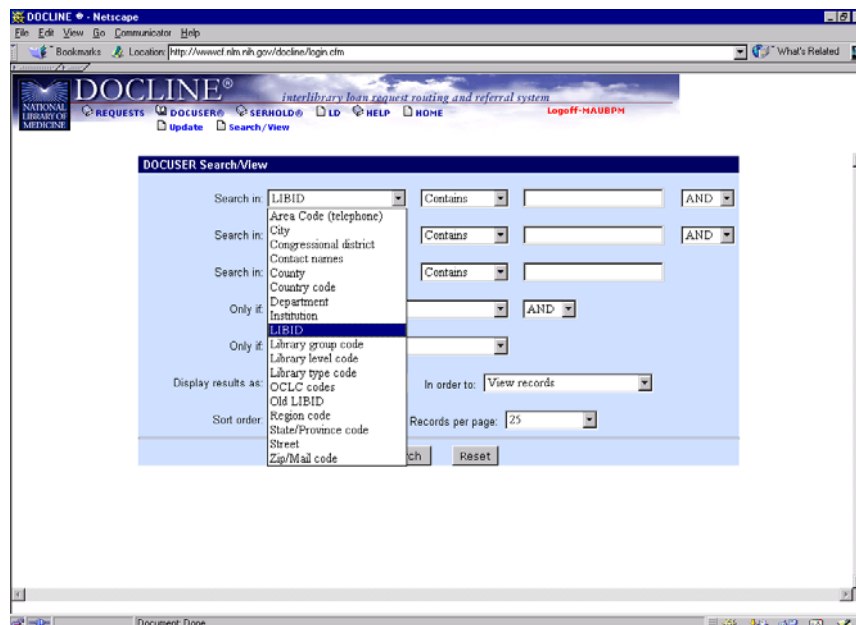 DOCLINE - Netscape
File Edit View Go Communicator Help
Bookmarks Location: http://wwwcf.nlm.nih.gov/docline/login.cfm What's Related
NATIONAL LIBRARY OF MEDICINE
DOCLINE®
interlibrary loan request routing and referral system
REQUESTS DOCUSER® SERHOLD® LD HELP HOME Logoff-MAUBPM
Update Search/View
DOCUSER Search/View
Search in: LIBID Contains AND
Area Code (telephone)
City
Search in: Contains AND
Congressional district
Contact names
County
Search in: Contains
Country code
Department
Only if: AND
Institution
LIBID
Library group code
Only if:
Library level code
Library type code
OCLC codes
Display results as: In order to: View records
Old LIBID
Region code
Sort order: Records per page: 25
State/Province code
Street
Zip/Mail code
ch Reset
Document: Done